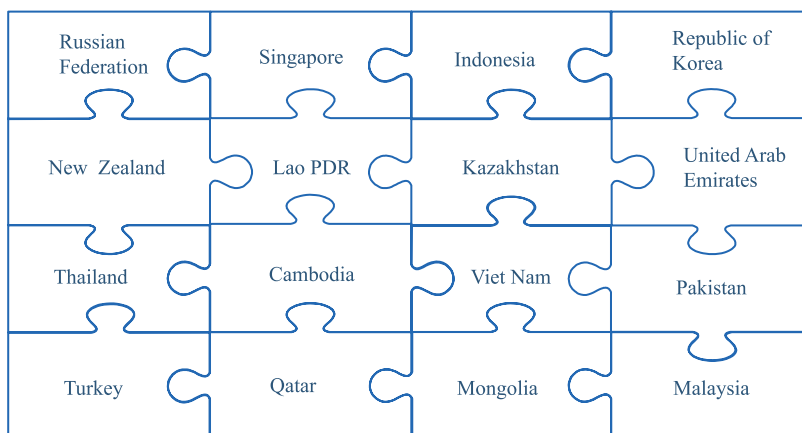 Russian
Federation
Singapore
Indonesia
Republic of
Korea
New Zealand
Lao PDR
Kazakhstan
United Arab
Emirates
Thailand
Cambodia
Viet Nam
Pakistan
Turkey
Qatar
Mongolia
Malaysia